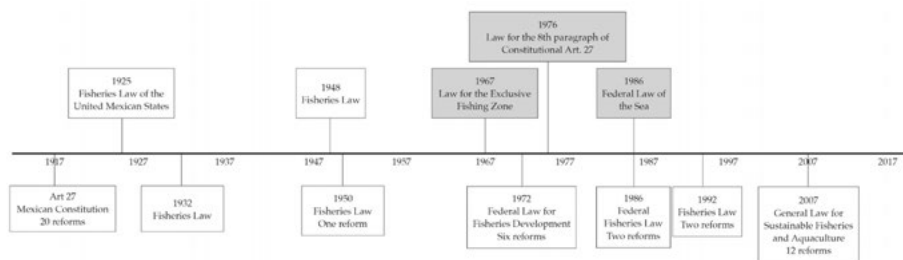 1976
Law for the 8th paragraph of
Constitutional Art. 27
1925
Fisheries Law of the
United Mexican States
1948
Fisheries Law
1967
Law for the Exclusive
Fishing Zone
1986
Federal Law of
the Sea
1917 1927 1937 1947 1957 1967 1977 1987 1997 2007 2017
Art 27
Mexican Constitution
20 reforms
1932
Fisheries Law
1950
Fisheries Law
One reform
1972
Federal Law for
Fisheries Development
Six reforms
1986
Federal
Fisheries Law
Two reforms
1992
Fisheries Law
Two reforms
2007
General Law for
Sustainable Fisheries
and Aquaculture
12 reforms